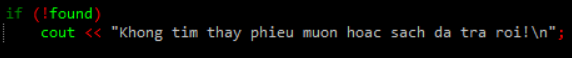 if (!found)
    cout << "Khong tim thay phieu muon hoac sach da tra roi!\n";